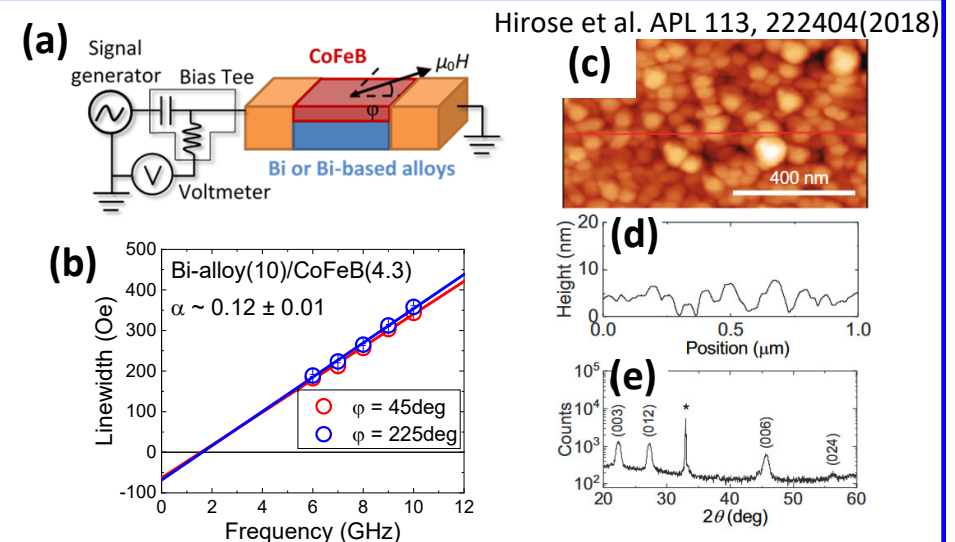 Hirose et al. APL 113, 222404(2018)
(a)
Signal
generator
Bias Tee
CoFeB
μ₀H
φ
V
Voltmeter
Bi or Bi-based alloys
(b)
Bi-alloy(10)/CoFeB(4.3)
α ~ 0.12 ± 0.01
φ = 45deg
φ = 225deg
Linewidth (Oe)
500
400
300
200
100
0
-100
0 2 4 6 8 10 12
Frequency (GHz)
(c)
400 nm
(d)
Height (nm)
20
10
0
0.0 0.5 1.0
Position (μm)
(e)
Counts
10⁵
10⁴
10³
10²
(003)
(012)
*
(006)
(024)
20 30 40 50 60
2θ (deg)